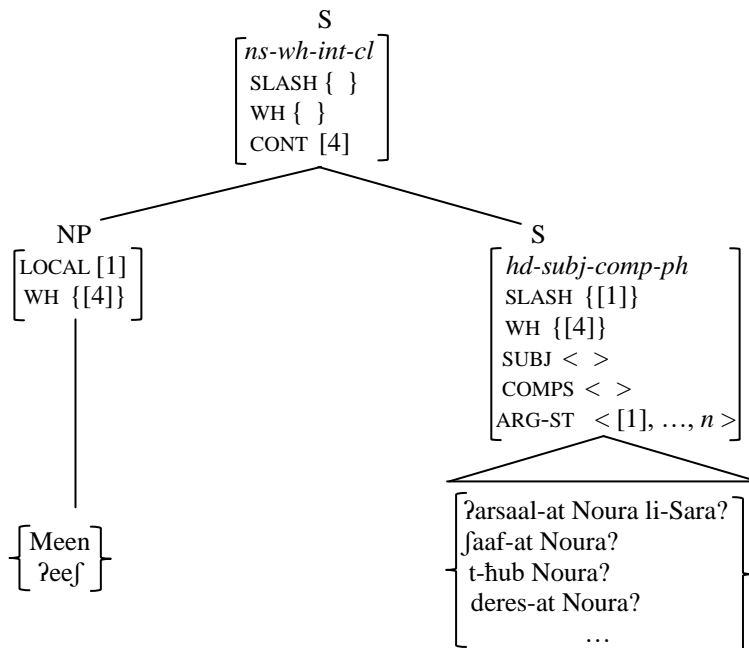 S
ns-wh-int-cl
SLASH { }
WH { }
CONT [4]
NP
LOCAL [1]
WH {[4]}
S
hd-subj-comp-ph
SLASH {[1]}
WH {[4]}
SUBJ < >
COMPS < >
ARG-ST < [1], …, n >
Meen
ʔeeʃ
ʔarsaal-at Noura li-Sara?
ʃaaf-at Noura?
t-ħub Noura?
deres-at Noura?
…